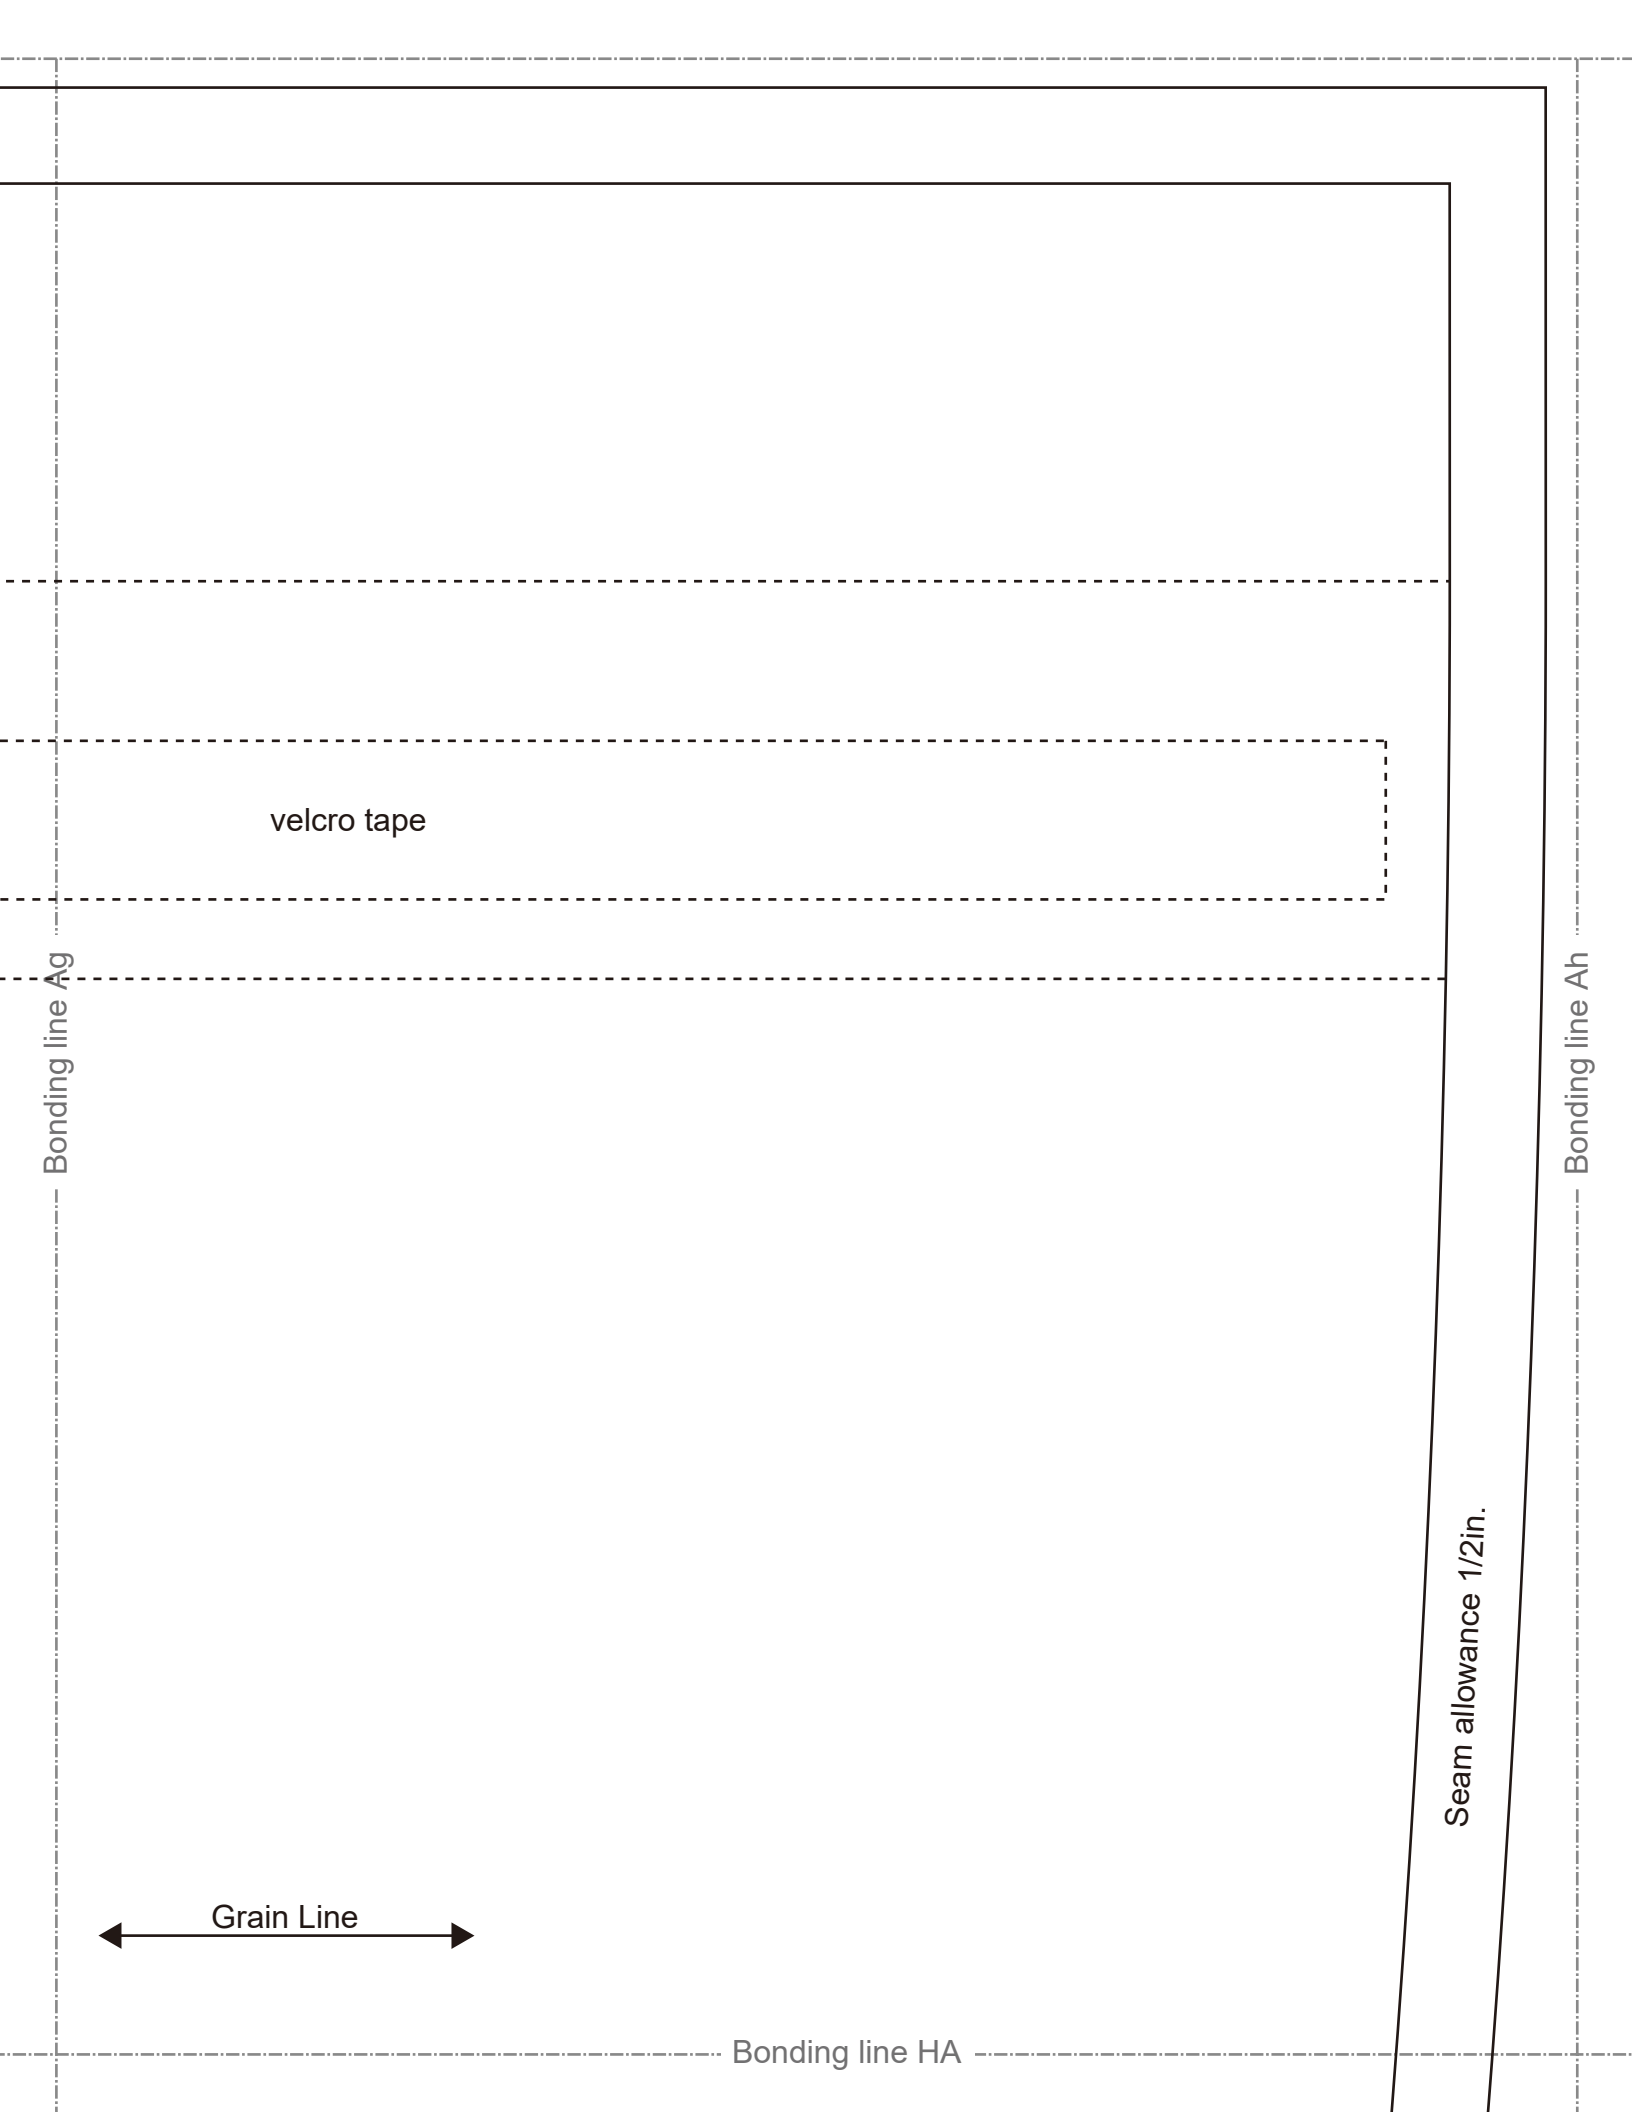 velcro tape
Bonding line Ag
Bonding line Ah
Seam allowance 1/2in.
Grain Line
Bonding line HA